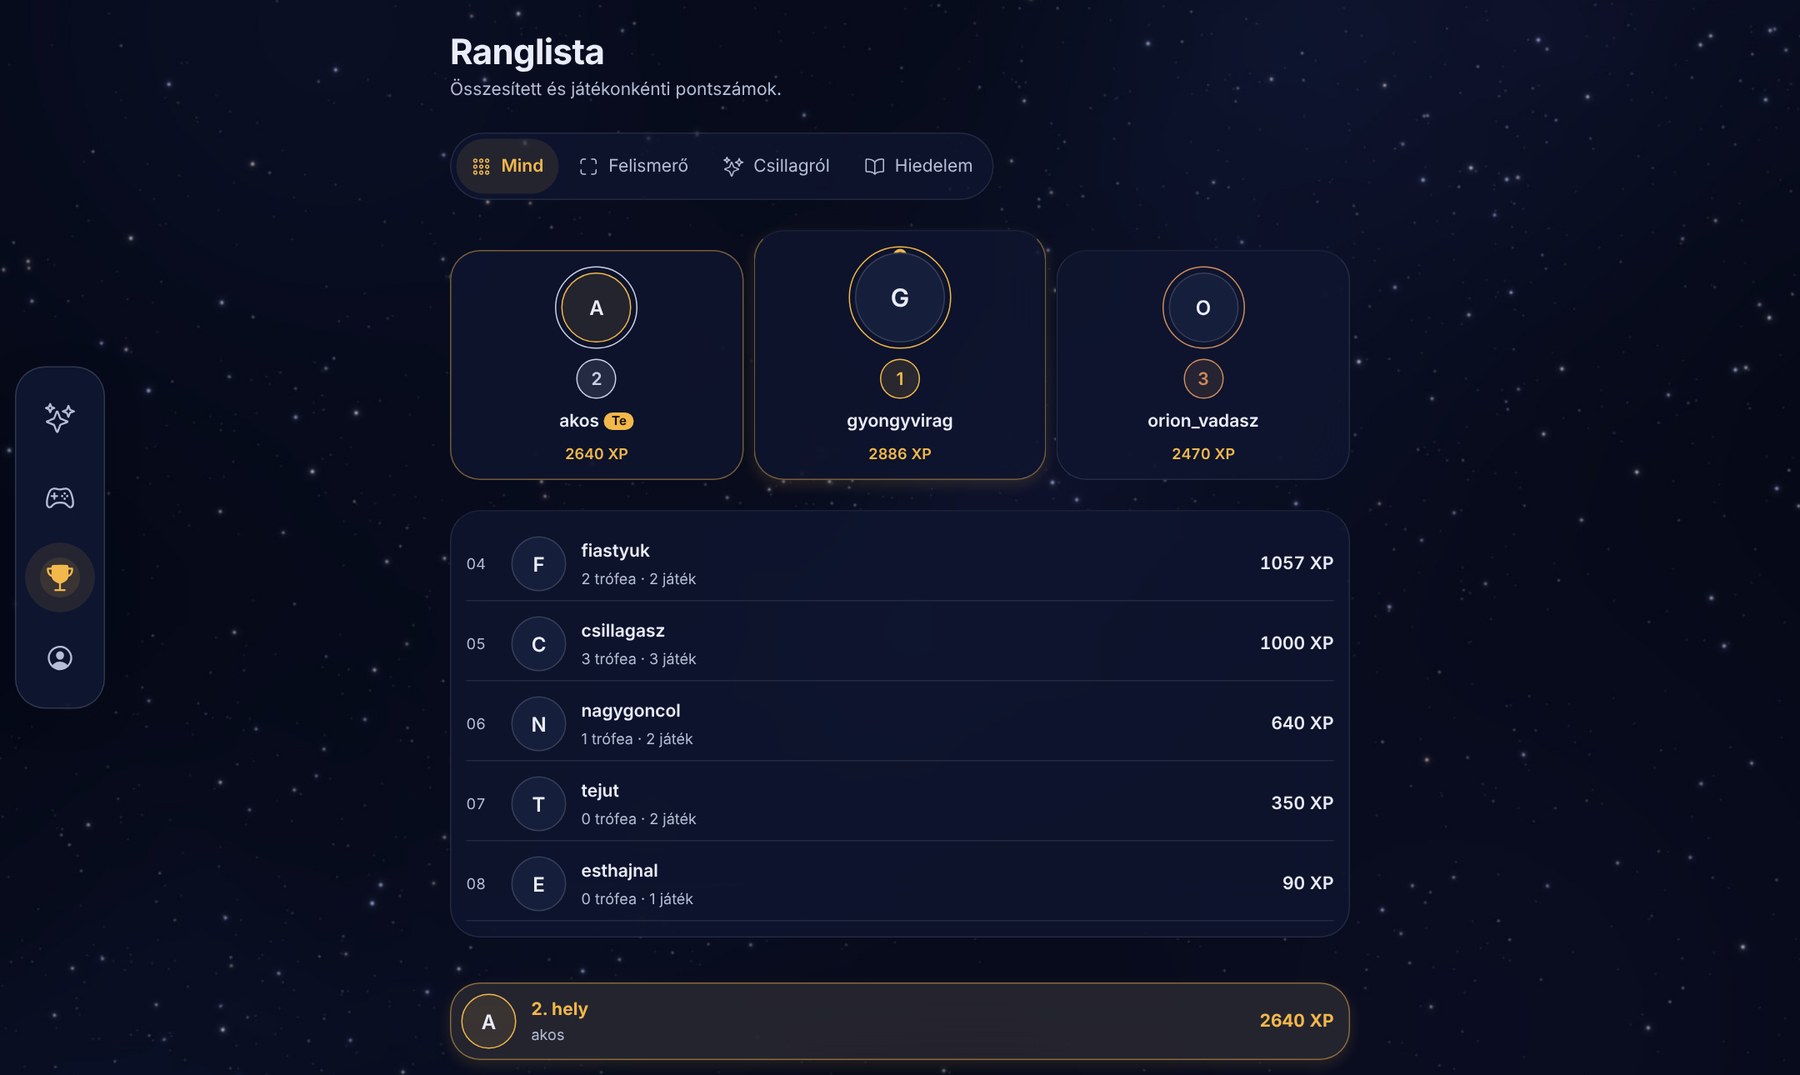 Ranglista
Összesített és játékonkénti pontszámok.
Mind
Felismerő
Csillagról
Hiedelem
A
2
akos Te
2640 XP
G
1
gyongyvirag
2886 XP
O
3
orion_vadasz
2470 XP
04
F
fiastyuk
2 trófea · 2 játék
1057 XP
05
C
csillagasz
3 trófea · 3 játék
1000 XP
06
N
nagygoncol
1 trófea · 2 játék
640 XP
07
T
tejut
0 trófea · 2 játék
350 XP
08
E
esthajnal
0 trófea · 1 játék
90 XP
A
2. hely
akos
2640 XP